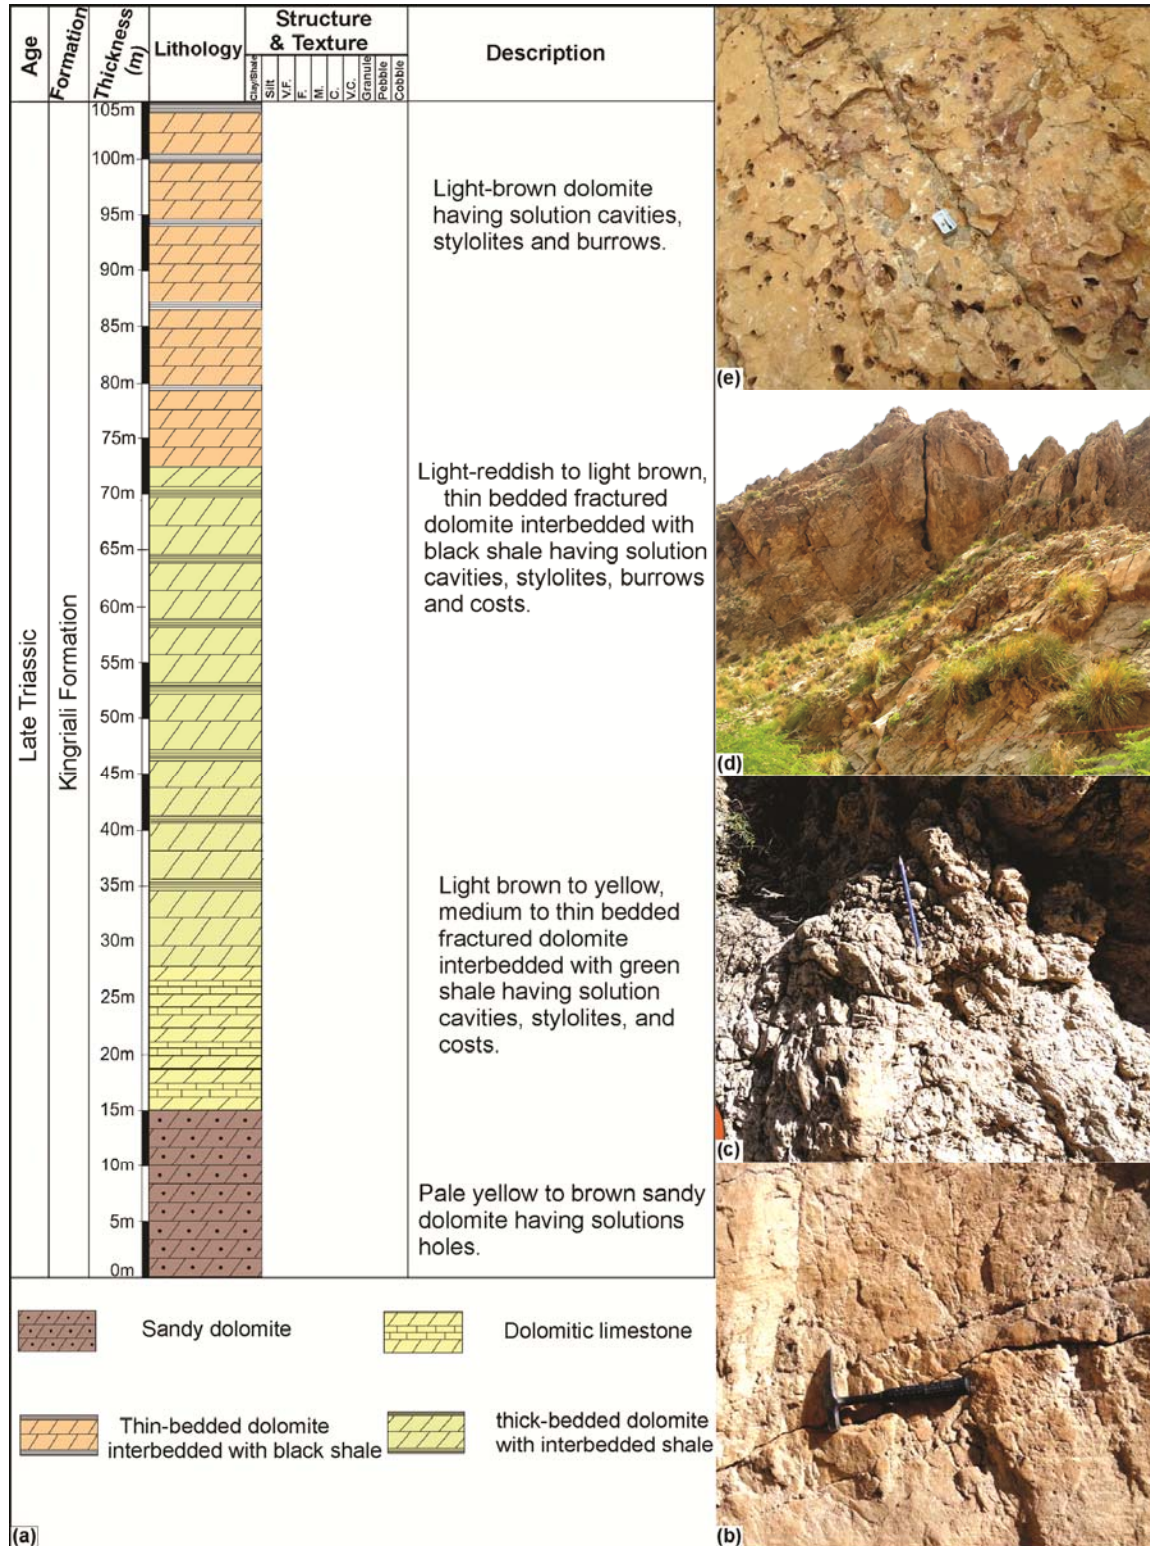 Age
Formation
Thickness
(m)
Lithology
Structure
& Texture
Clay/Shale
Silt
V.F.
F.
M.
C.
V.C.
Granule
Pebble
Cobble
Description
105m
100m
95m
90m
85m
80m
75m
70m
65m
60m
55m
50m
45m
40m
35m
30m
25m
20m
15m
10m
5m
0m
Late Triassic
Kingriali Formation
Light-brown dolomite
having solution cavities,
stylolites and burrows.
Light-reddish to light brown,
thin bedded fractured
dolomite interbedded with
black shale having solution
cavities, stylolites, burrows
and costs.
Light brown to yellow,
medium to thin bedded
fractured dolomite
interbedded with green
shale having solution
cavities, stylolites, and
costs.
Pale yellow to brown sandy
dolomite having solutions
holes.
Sandy dolomite
Dolomitic limestone
Thin-bedded dolomite
interbedded with black shale
thick-bedded dolomite
with interbedded shale
(a)
(e)
(d)
(c)
(b)